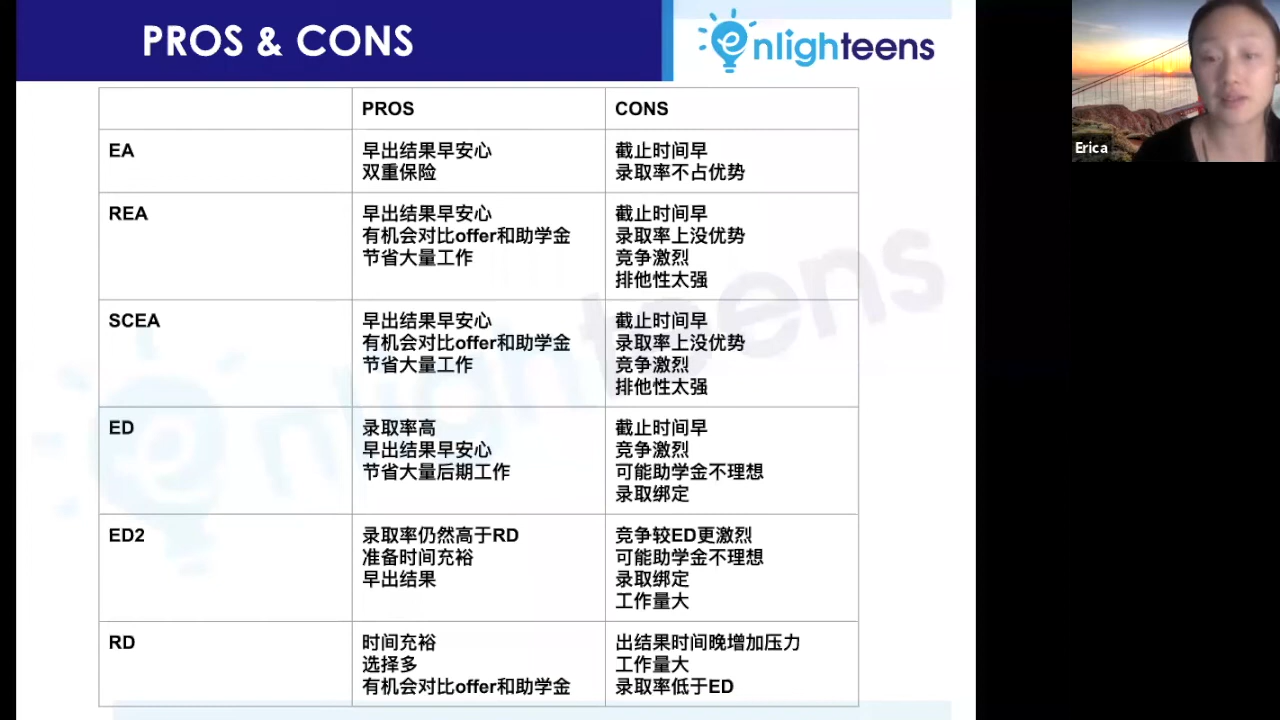 PROS & CONS
enlighteens
PROS
CONS
EA
早出结果早安心
双重保险
截止时间早
录取率不占优势
REA
早出结果早安心
有机会对比offer和助学金
节省大量工作
截止时间早
录取率上没优势
竞争激烈
排他性太强
SCEA
早出结果早安心
有机会对比offer和助学金
节省大量工作
截止时间早
录取率上没优势
竞争激烈
排他性太强
ED
录取率高
早出结果早安心
节省大量后期工作
截止时间早
竞争激烈
可能助学金不理想
录取绑定
ED2
录取率仍然高于RD
准备时间充裕
早出结果
竞争较ED更激烈
可能助学金不理想
录取绑定
工作量大
RD
时间充裕
选择多
有机会对比offer和助学金
出结果时间晚增加压力
工作量大
录取率低于ED
enlighteens
Erica